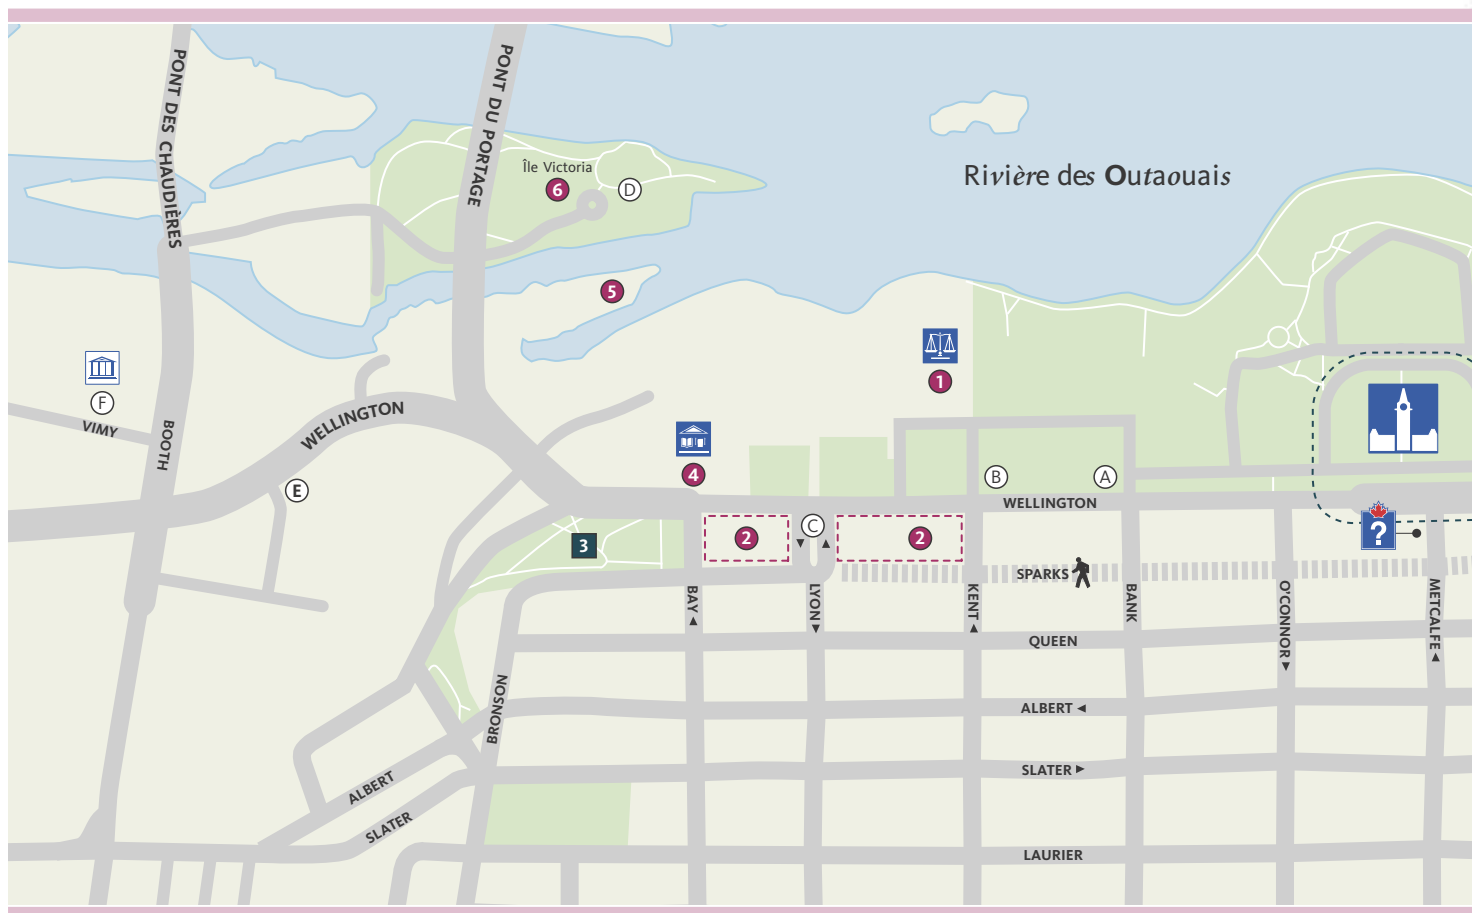 PONT DES CHAUDIÈRES
PONT DU PORTAGE
Île Victoria
6
D
Rivière des Outaouais
5
1
F
VIMY
BOOTH
WELLINGTON
4
E
B
A
WELLINGTON
3
2
C
2
?
SPARKS
BAY
LYON
KENT
BANK
O'CONNOR
METCALFE
QUEEN
BRONSON
ALBERT
SLATER
ALBERT
SLATER
LAURIER